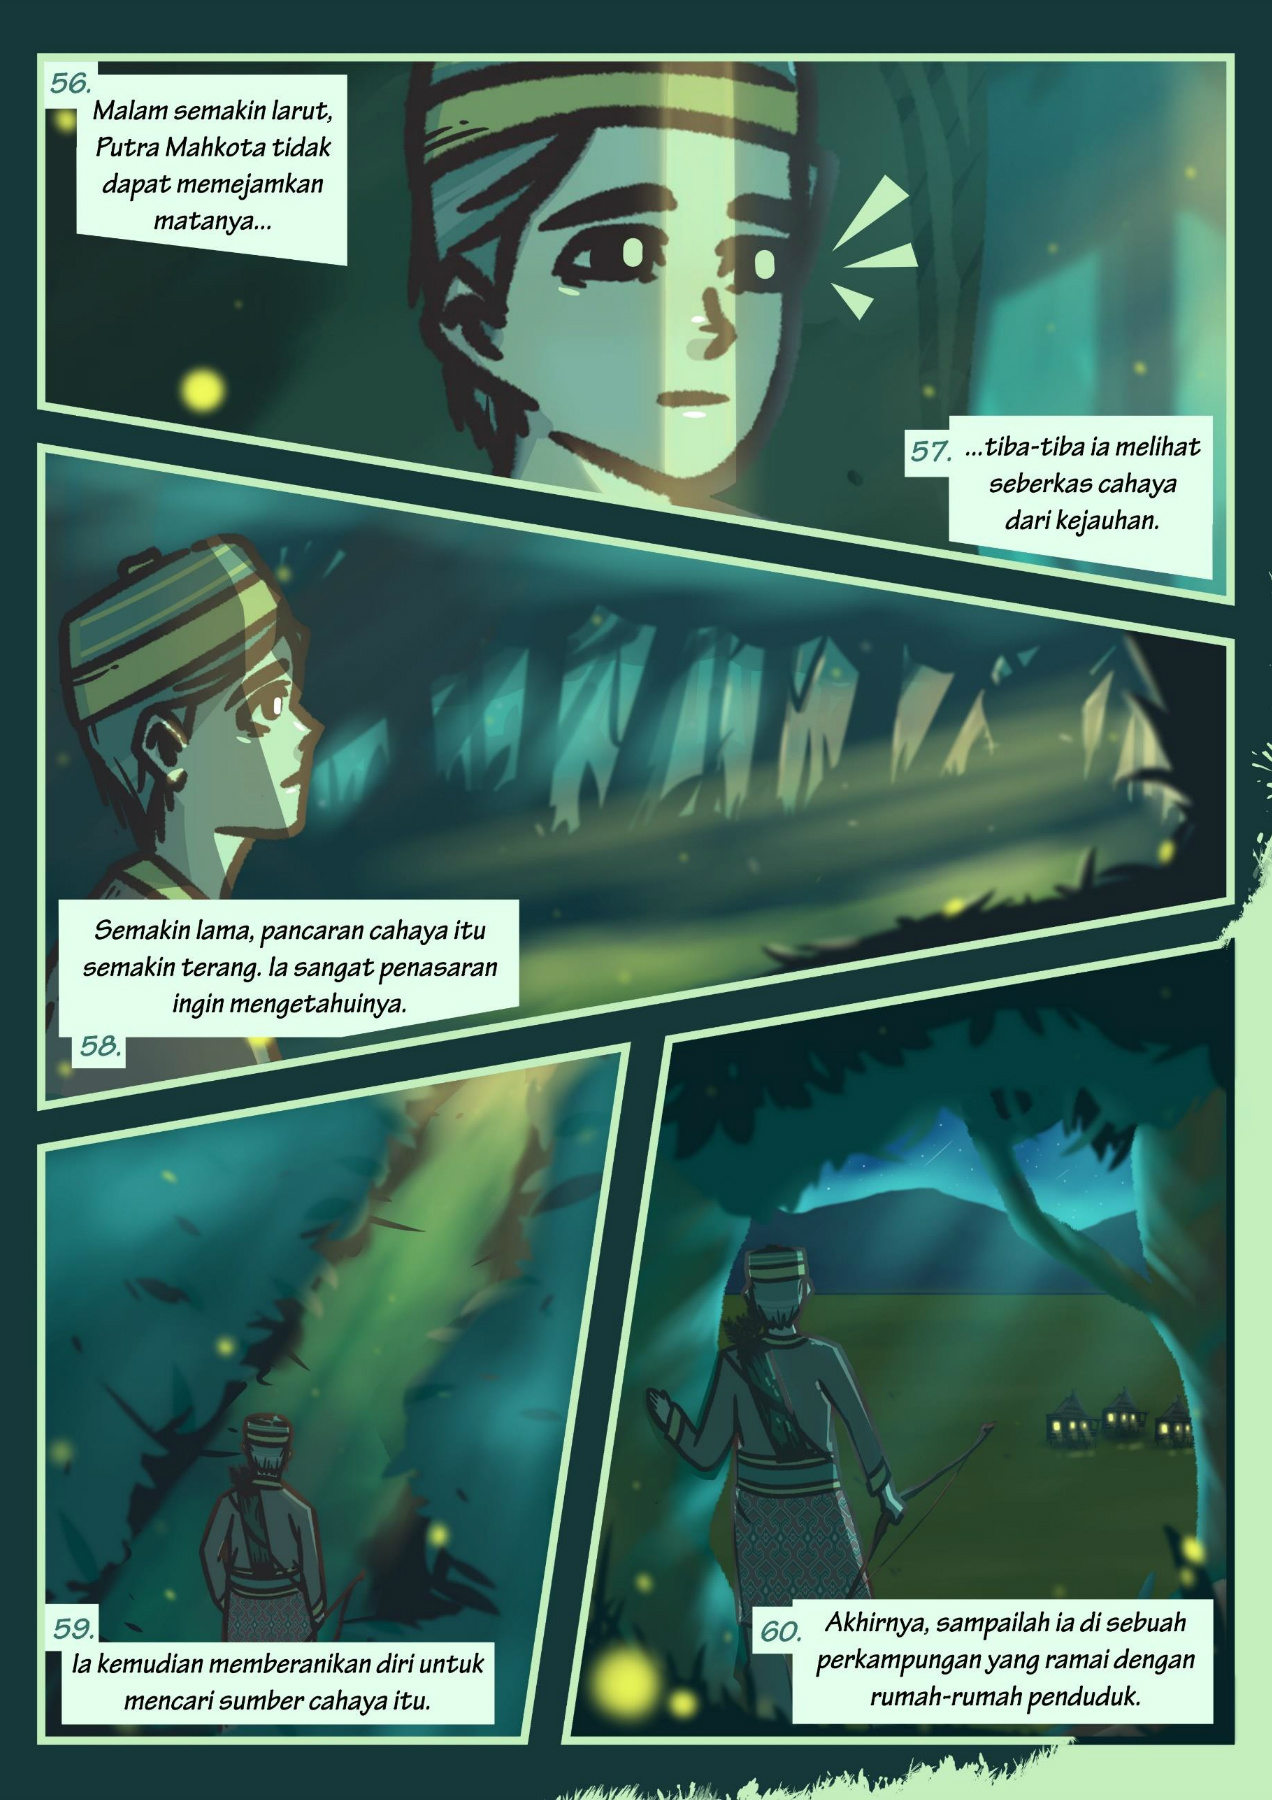 56.
Malam semakin larut,
Putra Mahkota tidak
dapat memejamkan
matanya...
57.
...tiba-tiba ia melihat
seberkas cahaya
dari kejauhan.
Semakin lama, pancaran cahaya itu
semakin terang. Ia sangat penasaran
ingin mengetahuinya.
58.
59.
Ia kemudian memberanikan diri untuk
mencari sumber cahaya itu.
60.
Akhirnya, sampailah ia di sebuah
perkampungan yang ramai dengan
rumah-rumah penduduk.